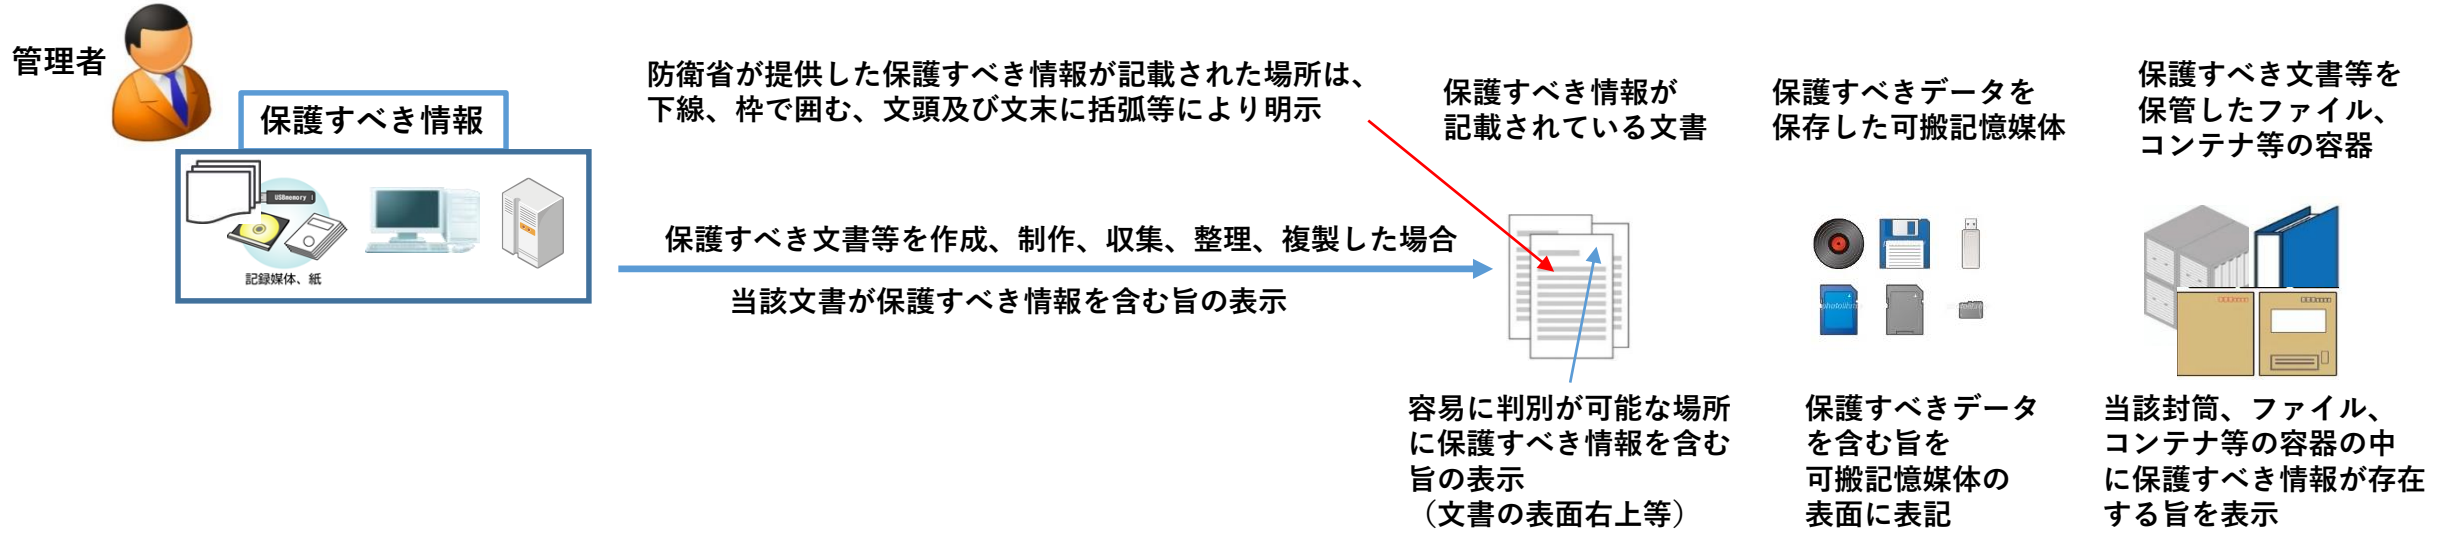 管理者
保護すべき情報
USBmemory
記録媒体、紙
防衛省が提供した保護すべき情報が記載された場所は、
下線、枠で囲む、文頭及び文末に括弧等により明示
保護すべき文書等を作成、制作、収集、整理、複製した場合
当該文書が保護すべき情報を含む旨の表示
保護すべき情報が
記載されている文書
容易に判別が可能な場所
に保護すべき情報を含む
旨の表示
（文書の表面右上等）
保護すべきデータを
保存した可搬記憶媒体
保護すべきデータ
を含む旨を
可搬記憶媒体の
表面に表記
保護すべき文書等を
保管したファイル、
コンテナ等の容器
当該封筒、ファイル、
コンテナ等の容器の中
に保護すべき情報が存在
する旨を表示